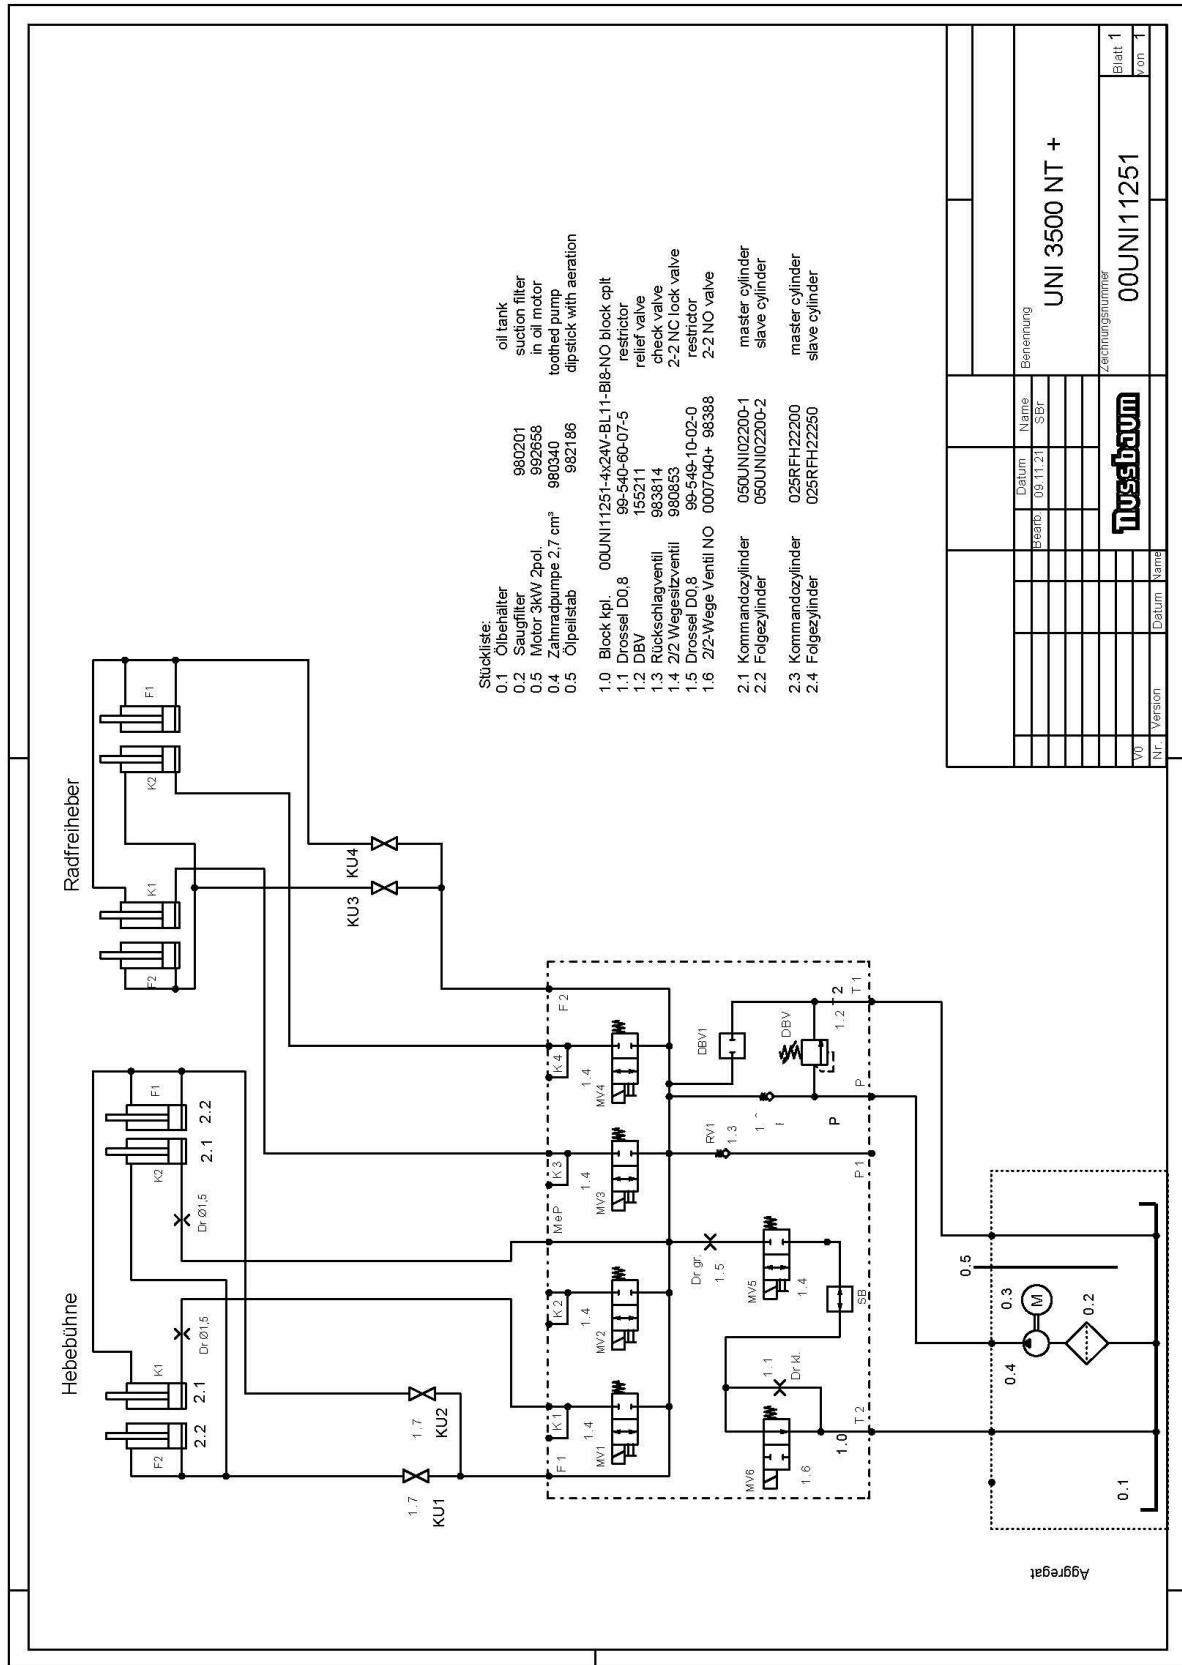 Hebebühne
Radfreiheber
F2
K1
K2
F1
F2
K1
K2
F1
2.2
2.1
2.1
2.2
Dr Ø1,5
Dr Ø1,5
1.7
KU1
1.7
KU2
KU3
KU4
F 1
K 1
K 2
MeP
K 3
K 4
F 2
1.4
1.4
1.4
1.4
MV1
MV2
MV3
MV4
Dr gr.
1.5
RV1
1.3
DBV1
DBV
1.2
T 2
T 1
P
P
P 1
MV5
1.4
SB
1.1
Dr kl.
MV6
1.6
1.0
T 2
Aggregat
0.1
0.2
0.3
M
0.4
0.5
Stückliste:
0.1 Ölbehälter oil tank
0.2 Saugfilter 980201 suction filter
0.5 Motor 3kW 2pol. 992658 in oil motor
0.4 Zahnradpumpe 2,7 cm³ 980340 toothed pump
0.5 Ölpeilstab 982186 dipstick with aeration
1.0 Block kpl. 00UNI11251-4x24V-BL11-BI8-NO block cplt
1.1 Drossel D0,8 99-540-60-07-5 restrictor
1.2 DBV 155211 relief valve
1.3 Rückschlagventil 983814 check valve
1.4 2/2 Wegesitzventil 980853 2-2 NC lock valve
1.5 Drossel D0,8 99-549-10-02-0 restrictor
1.6 2/2-Wege Ventil NO 0007040+ 98388 2-2 NO valve
2.1 Kommandozylinder 050UNI02200-1 master cylinder
2.2 Folgezylinder 050UNI02200-2 slave cylinder
2.3 Kommandozylinder 025RFH22200 master cylinder
2.4 Folgezylinder 025RFH22250 slave cylinder
Datum Name
Bearb. 09.11.21 SBr
Benennung
UNI 3500 NT +
nussbaum
Zeichnungsnummer
00UNI11251
Blatt 1
von 1
V0
Nr. Version Datum Name